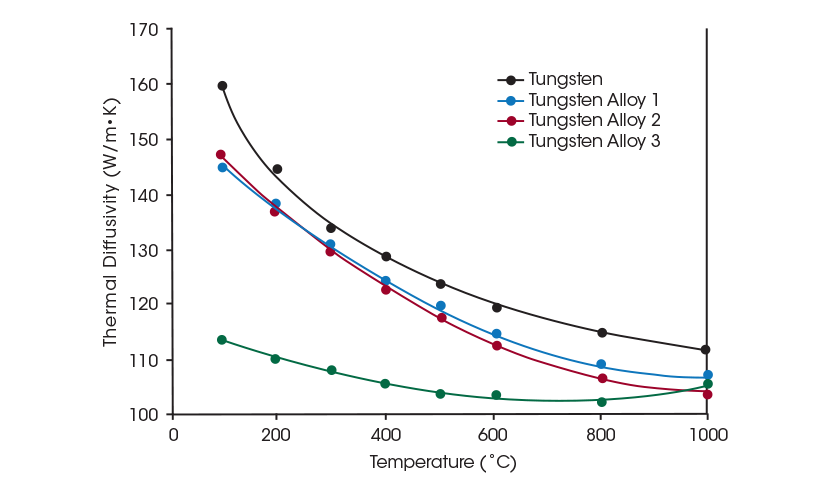 170
160
150
140
130
120
110
100
Thermal Diffusivity (W/m•K)
Tungsten
Tungsten Alloy 1
Tungsten Alloy 2
Tungsten Alloy 3
0 200 400 600 800 1000
Temperature (˚C)